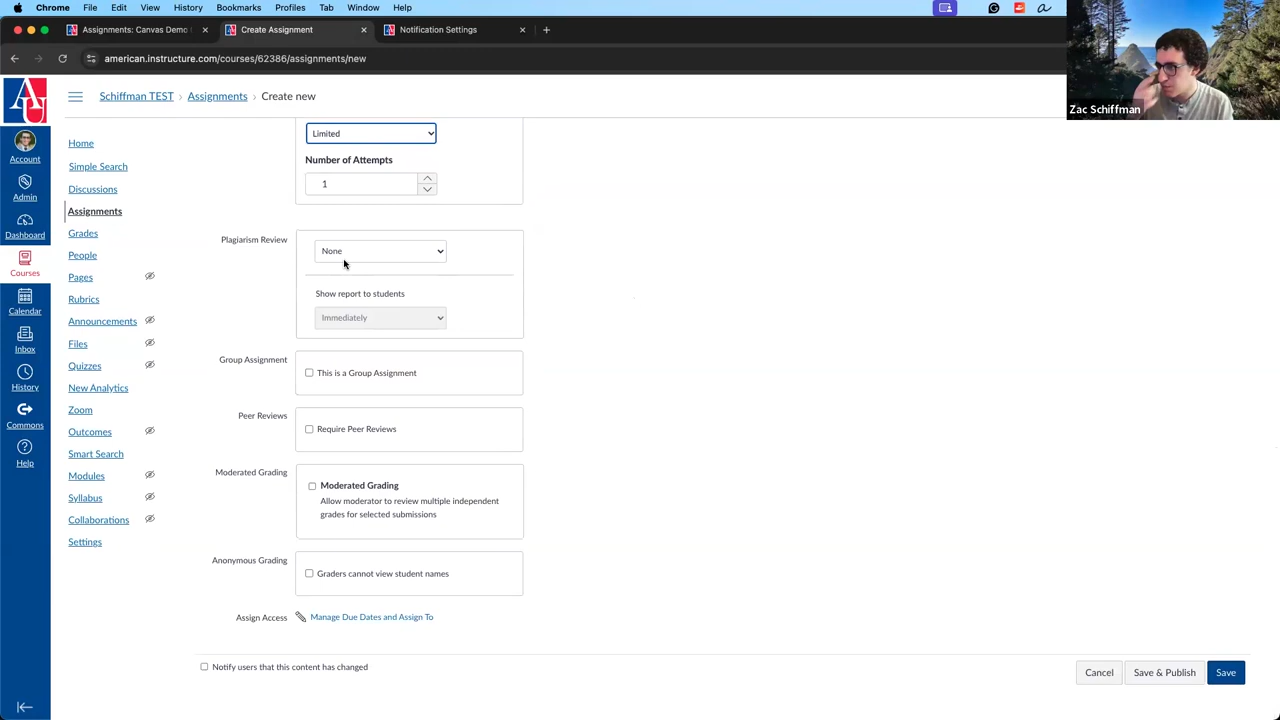 Chrome File Edit View History Bookmarks Profiles Tab Window Help
Assignments: Canvas Demo
Create Assignment
Notification Settings
american.instructure.com/courses/62386/assignments/new
Zac Schiffman
Schiffman TEST › Assignments › Create new
Account
Admin
Dashboard
Courses
Calendar
Inbox
History
Commons
Help
Home
Simple Search
Discussions
Assignments
Grades
People
Pages
Rubrics
Announcements
Files
Quizzes
New Analytics
Zoom
Outcomes
Smart Search
Modules
Syllabus
Collaborations
Settings
Limited
Number of Attempts
1
Plagiarism Review
None
Show report to students
Immediately
Group Assignment
This is a Group Assignment
Peer Reviews
Require Peer Reviews
Moderated Grading
Moderated Grading
Allow moderator to review multiple independent
grades for selected submissions
Anonymous Grading
Graders cannot view student names
Assign Access
Manage Due Dates and Assign To
Notify users that this content has changed
Cancel
Save & Publish
Save